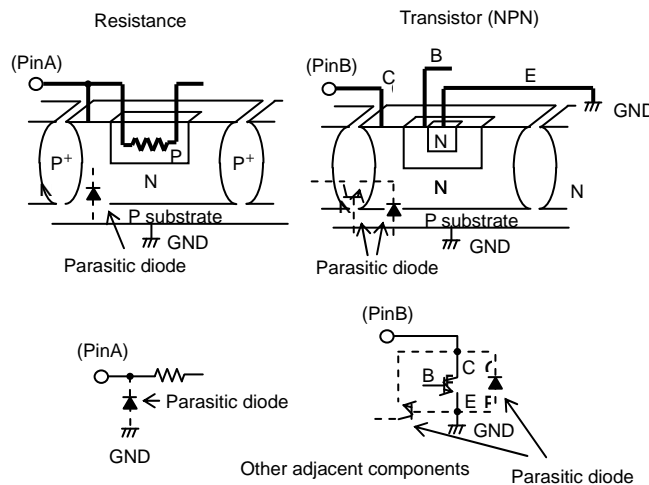 Resistance
Transistor (NPN)
(PinA)
(PinB)
C
B
E
GND
P+
P
P+
N
N
N
N
P substrate
GND
Parasitic diode
P substrate
GND
Parasitic diode
(PinA)
Parasitic diode
GND
(PinB)
C
B
E
GND
Other adjacent components
Parasitic diode